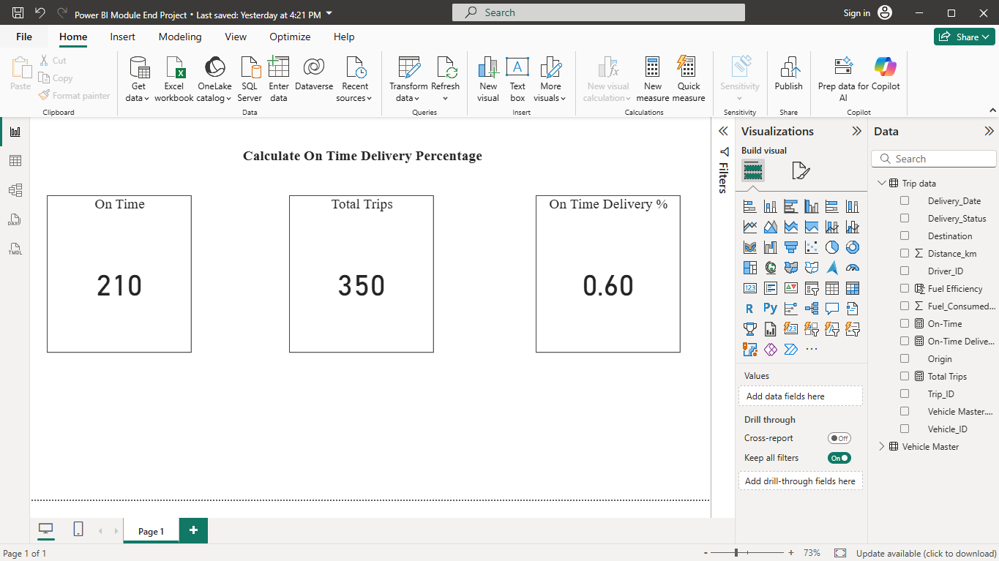 Power BI Module End Project • Last saved: Yesterday at 4:21 PM
Search
Sign in
File
Home
Insert
Modeling
View
Optimize
Help
Share
Paste
Cut
Copy
Format painter
Clipboard
Get data
Excel workbook
OneLake catalog
SQL Server
Enter data
Dataverse
Recent sources
Data
Transform data
Refresh
Queries
New visual
Text box
More visuals
Insert
New visual calculation
New measure
Quick measure
Calculations
Sensitivity
Sensitivity
Publish
Share
Prep data for AI
Copilot
Copilot
Calculate On Time Delivery Percentage
On Time
210
Total Trips
350
On Time Delivery %
0.60
Filters
Visualizations
Build visual
Values
Add data fields here
Drill through
Cross-report
Off
Keep all filters
On
Add drill-through fields here
Data
Search
Trip data
Delivery_Date
Delivery_Status
Destination
Distance_km
Driver_ID
Fuel Efficiency
Fuel_Consumed...
On-Time
On-Time Delive...
Origin
Total Trips
Trip_ID
Vehicle Master....
Vehicle_ID
Vehicle Master
DAX
TMDL
123
R
Py
123
Page 1
Page 1 of 1
- + 73%
Update available (click to download)